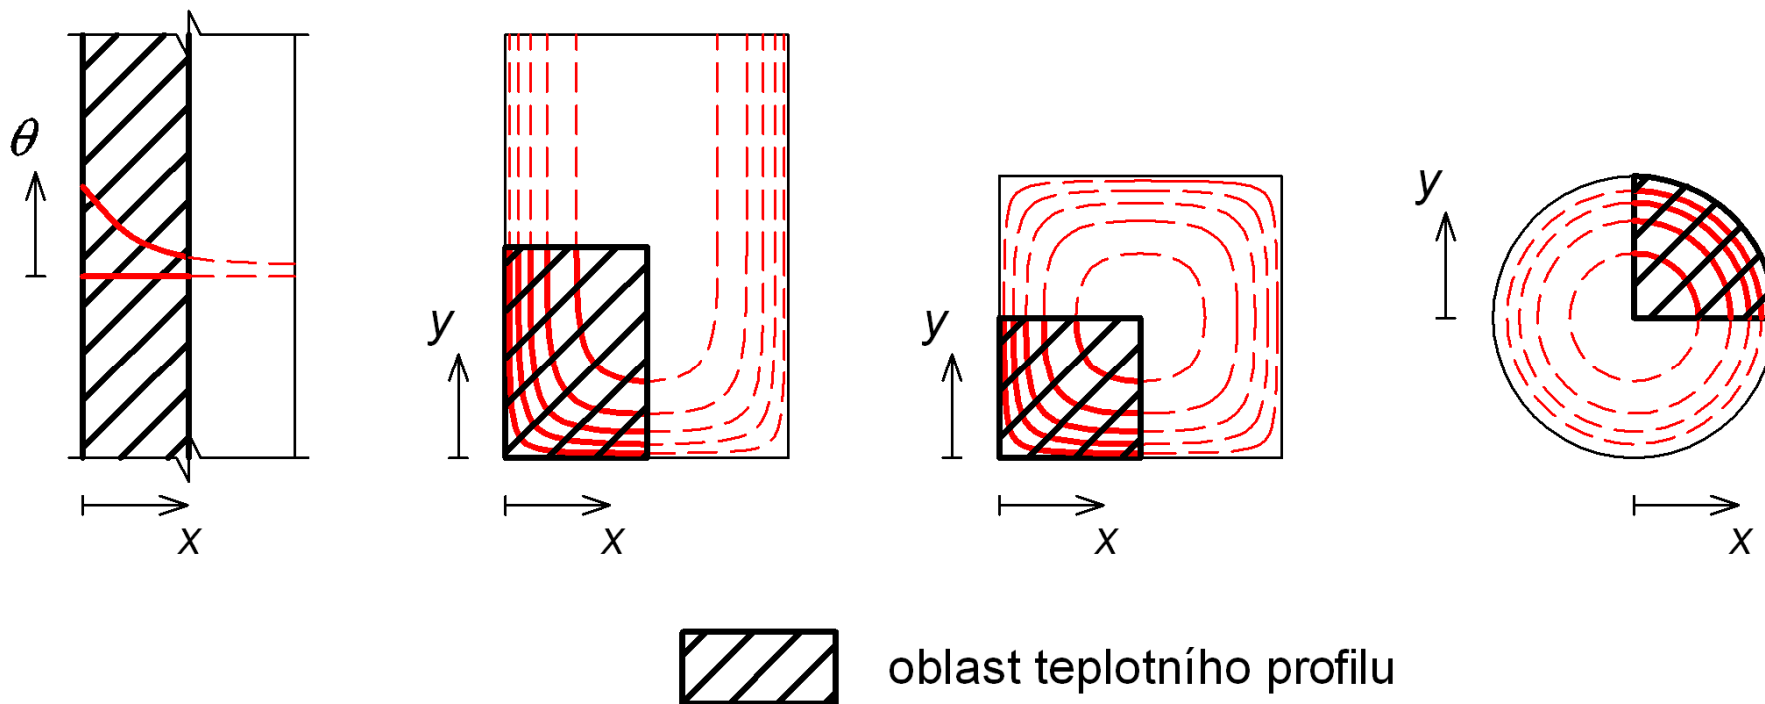 θ
x
y
x
y
x
y
x
oblast teplotního profilu